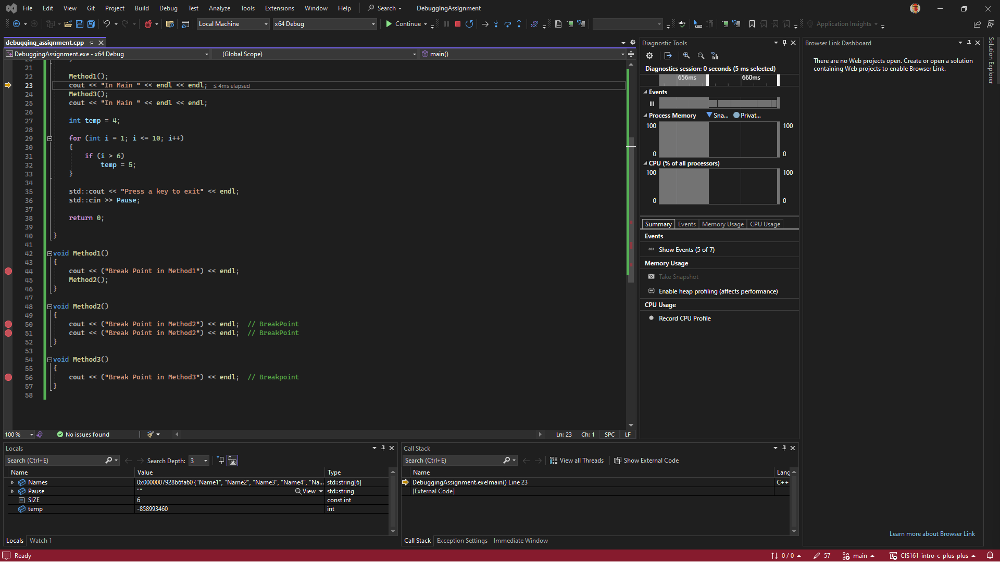 File Edit View Git Project Build Debug Test Analyze Tools Extensions Window Help Search DebuggingAssignment
Local Machine x64 Debug Continue Application Insights
debugging_assignment.cpp
DebuggingAssignment.exe - x64 Debug (Global Scope) main()
20 }
21
22 Method1();
23 cout << "In Main " << endl << endl; ≤ 4ms elapsed
24 Method3();
25 cout << "In Main " << endl << endl;
26
27 int temp = 4;
28
29 for (int i = 1; i <= 10; i++)
30 {
31 if (i > 6)
32 temp = 5;
33 }
34
35 std::cout << "Press a key to exit" << endl;
36 std::cin >> Pause;
37
38 return 0;
39
40 }
41
42 void Method1()
43 {
44 cout << ("Break Point in Method1") << endl;
45 Method2();
46 }
47
48 void Method2()
49 {
50 cout << ("Break Point in Method2") << endl; // BreakPoint
51 cout << ("Break Point in Method2") << endl; // BreakPoint
52 }
53
54 void Method3()
55 {
56 cout << ("Break Point in Method3") << endl; // Breakpoint
57 }
58
100 % No issues found Ln: 23 Ch: 1 SPC LF
Diagnostic Tools
Diagnostics session: 0 seconds (5 ms selected)
656ms 660ms
Events
Process Memory Sna... Privat...
100 100
0 0
CPU (% of all processors)
100 100
0 0
Summary Events Memory Usage CPU Usage
Events
Show Events (5 of 7)
Memory Usage
Take Snapshot
Enable heap profiling (affects performance)
CPU Usage
Record CPU Profile
Browser Link Dashboard
There are no Web projects open. Create or open a solution
containing Web projects to enable Browser Link.
Learn more about Browser Link
Solution Explorer
Locals
Search (Ctrl+E) Search Depth: 3
Name Value Type
Names 0x0000007928b6fa60 {"Name1", "Name2", "Name3", "Name4", "Na... std::string[6]
Pause "" View std::string
SIZE 6 const int
temp -858993460 int
Locals Watch 1
Call Stack
Search (Ctrl+E) View all Threads Show External Code
Name Lang
DebuggingAssignment.exe!main() Line 23 C++
[External Code]
Call Stack Exception Settings Immediate Window
Ready 0 / 0 57 main CIS161-intro-c-plus-plus